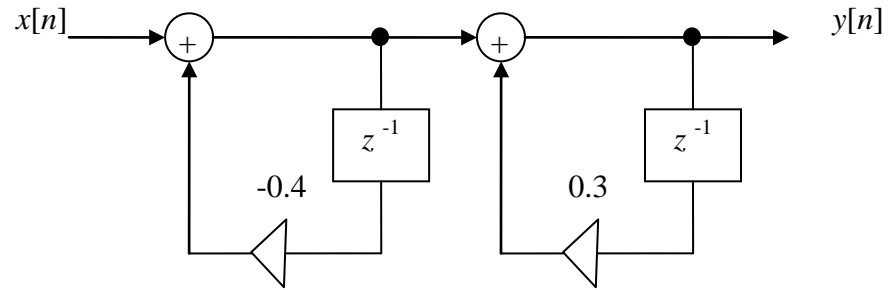 x[n] + + y[n]
z⁻¹ z⁻¹
-0.4 0.3